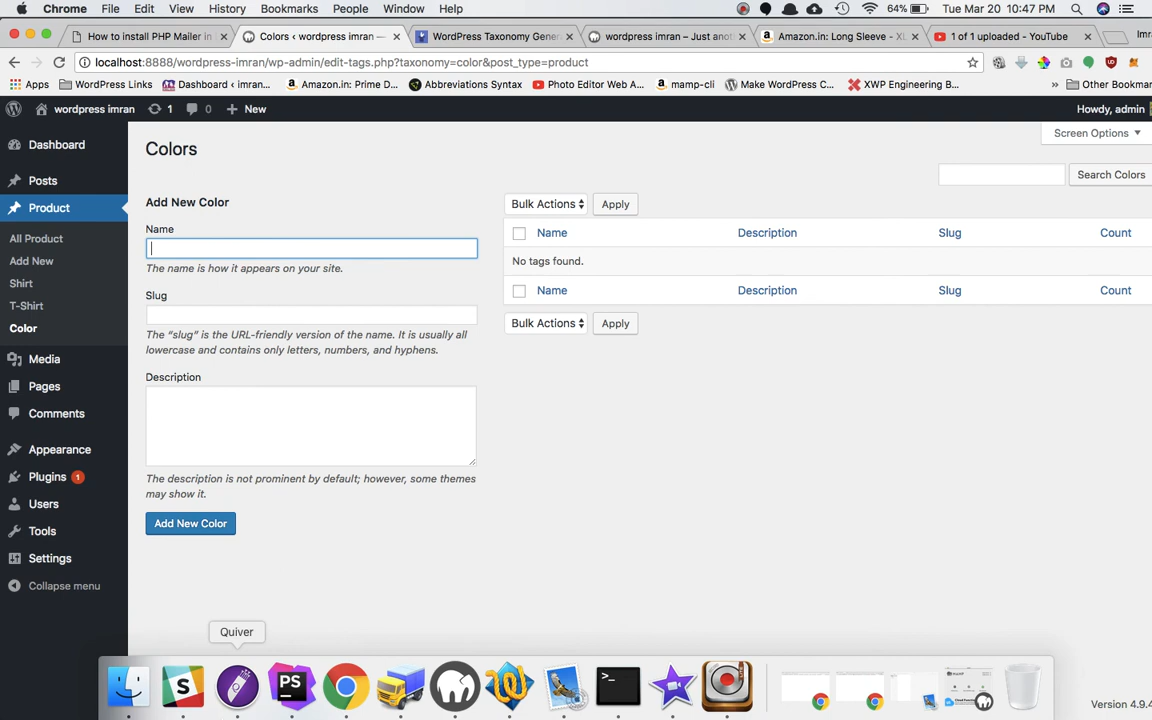 Chrome File Edit View History Bookmarks People Window Help 64% Tue Mar 20 10:47 PM
How to install PHP Mailer in Colors ‹ wordpress imran — WordPress Taxonomy Gener wordpress imran – Just anot Amazon.in: Long Sleeve - XL 1 of 1 uploaded - YouTube Imr
localhost:8888/wordpress-imran/wp-admin/edit-tags.php?taxonomy=color&post_type=product
Apps WordPress Links Dashboard ‹ imran... Amazon.in: Prime D... Abbreviations Syntax Photo Editor Web A... mamp-cli Make WordPress C... XWP Engineering B... » Other Bookmar
wordpress imran 1 0 New Howdy, admin
Screen Options
Dashboard
Posts
Product
All Product
Add New
Shirt
T-Shirt
Color
Media
Pages
Comments
Appearance
Plugins 1
Users
Tools
Settings
Collapse menu
Colors
Search Colors
Add New Color
Name
The name is how it appears on your site.
Slug
The “slug” is the URL-friendly version of the name. It is usually all
lowercase and contains only letters, numbers, and hyphens.
Description
The description is not prominent by default; however, some themes
may show it.
Add New Color
Bulk Actions Apply
Name Description Slug Count
No tags found.
Name Description Slug Count
Bulk Actions Apply
Quiver
S PS >_
Version 4.9.4